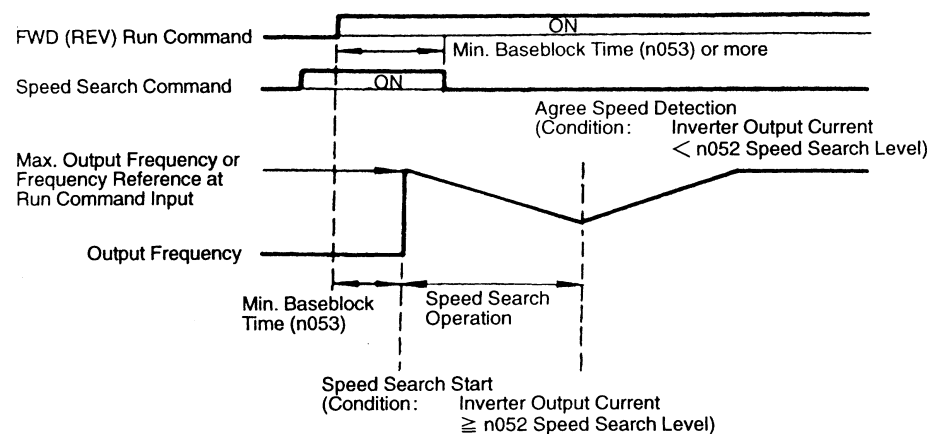 FWD (REV) Run Command
ON
Min. Baseblock Time (n053) or more
Speed Search Command
ON
Agree Speed Detection
(Condition: Inverter Output Current
< n052 Speed Search Level)
Max. Output Frequency or
Frequency Reference at
Run Command Input
Output Frequency
Min. Baseblock
Time (n053)
Speed Search
Operation
Speed Search Start
(Condition: Inverter Output Current
≧ n052 Speed Search Level)